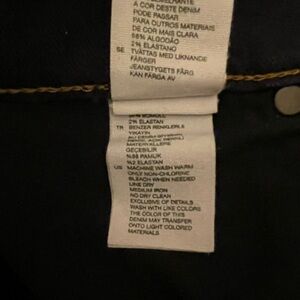 A COR DESTE DENIM
PODE PASSAR
PARA OUTROS MATERIAIS
DE COR MAIS CLARA
98% ALGODÃO
2% ELASTANO
SE TVÄTTAS MED LIKNANDE
FÄRGER
JEANSTYGETS FÄRG
KAN FÄRGA AV
2% ELASTAN
TR BENZER RENKLERLE
YIKAYIN
MATERYALLERE
GEÇEBİLİR
%98 PAMUK
%2 ELASTAN
US MACHINE WASH WARM
ONLY NON-CHLORINE
BLEACH WHEN NEEDED
LINE DRY
MEDIUM IRON
NO DRY CLEAN
EXCLUSIVE OF DETAILS
WASH WITH LIKE COLORS
THE COLOR OF THIS
DENIM MAY TRANSFER
ONTO LIGHT COLORED
MATERIALS